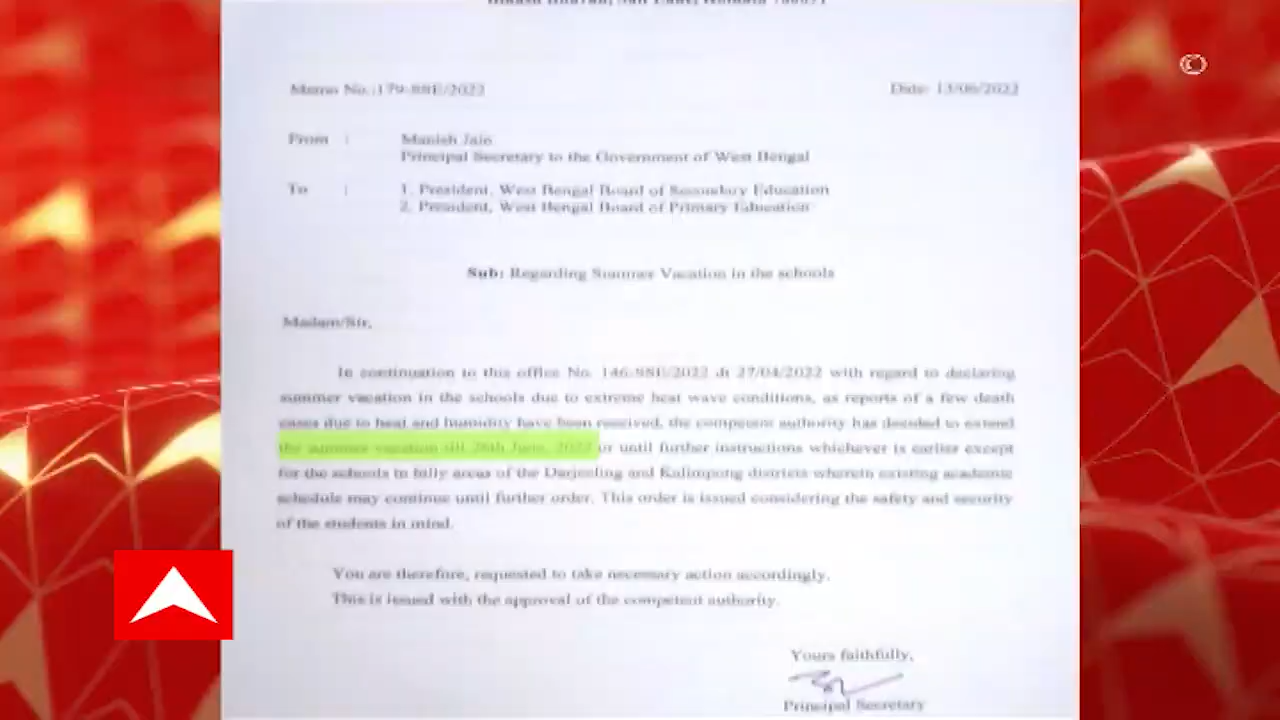 Bikash Bhavan, Salt Lake, Kolkata 700091
Memo No.:179-SSE/2022 Date: 13/06/2022
From : Manish Jain
Principal Secretary to the Government of West Bengal
To : 1. President, West Bengal Board of Secondary Education
2. President, West Bengal Board of Primary Education
Sub: Regarding Summer Vacation in the schools
Madam/Sir,
In continuation to this office No. 146-SSE/2022 dt 27/04/2022 with regard to declaring
summer vacation in the schools due to extreme heat wave conditions, as reports of a few death
cases due to heat and humidity have been received, the competent authority has decided to extend
the summer vacation till 26th June, 2022 or until further instructions whichever is earlier except
for the schools in hilly areas of the Darjeeling and Kalimpong districts wherein existing academic
schedule may continue until further order. This order is issued considering the safety and security
of the students in mind.
You are therefore, requested to take necessary action accordingly.
This is issued with the approval of the competent authority.
Yours faithfully,
Principal Secretary